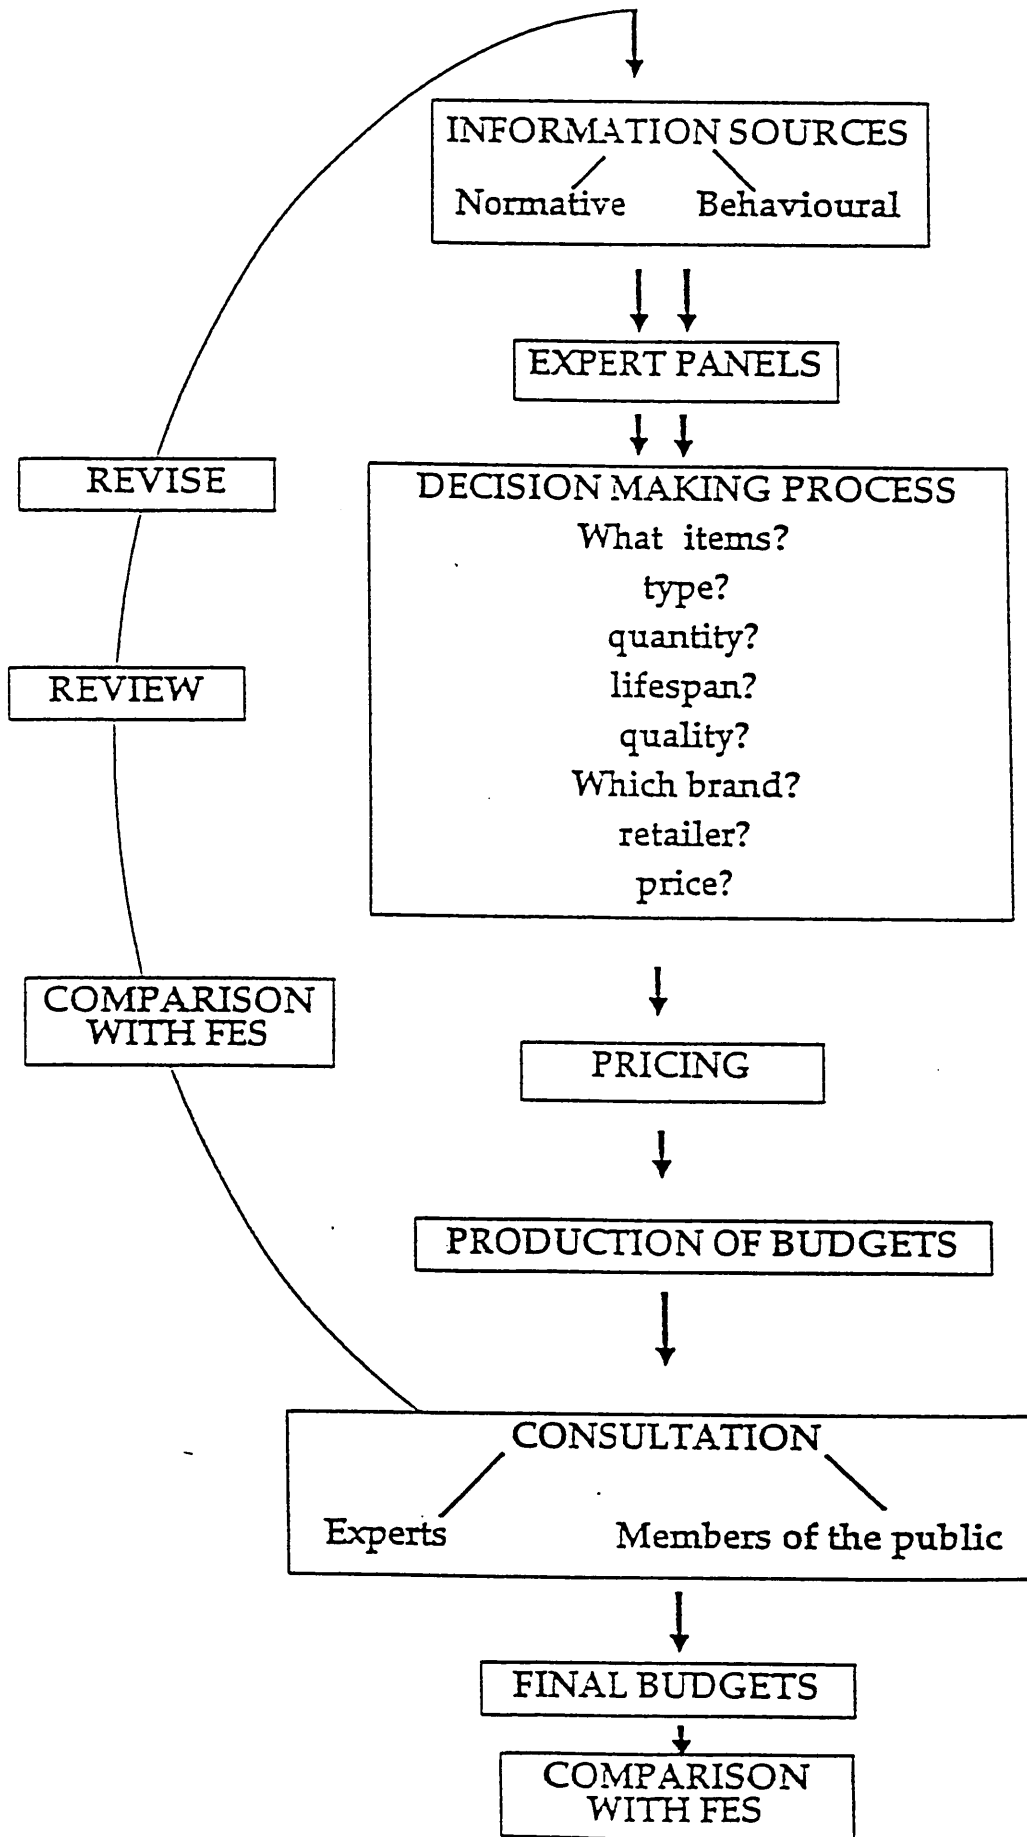 INFORMATION SOURCES
Normative Behavioural
EXPERT PANELS
REVISE
DECISION MAKING PROCESS
What items?
type?
quantity?
lifespan?
quality?
Which brand?
retailer?
price?
REVIEW
COMPARISON
WITH FES
PRICING
PRODUCTION OF BUDGETS
CONSULTATION
Experts Members of the public
FINAL BUDGETS
COMPARISON
WITH FES